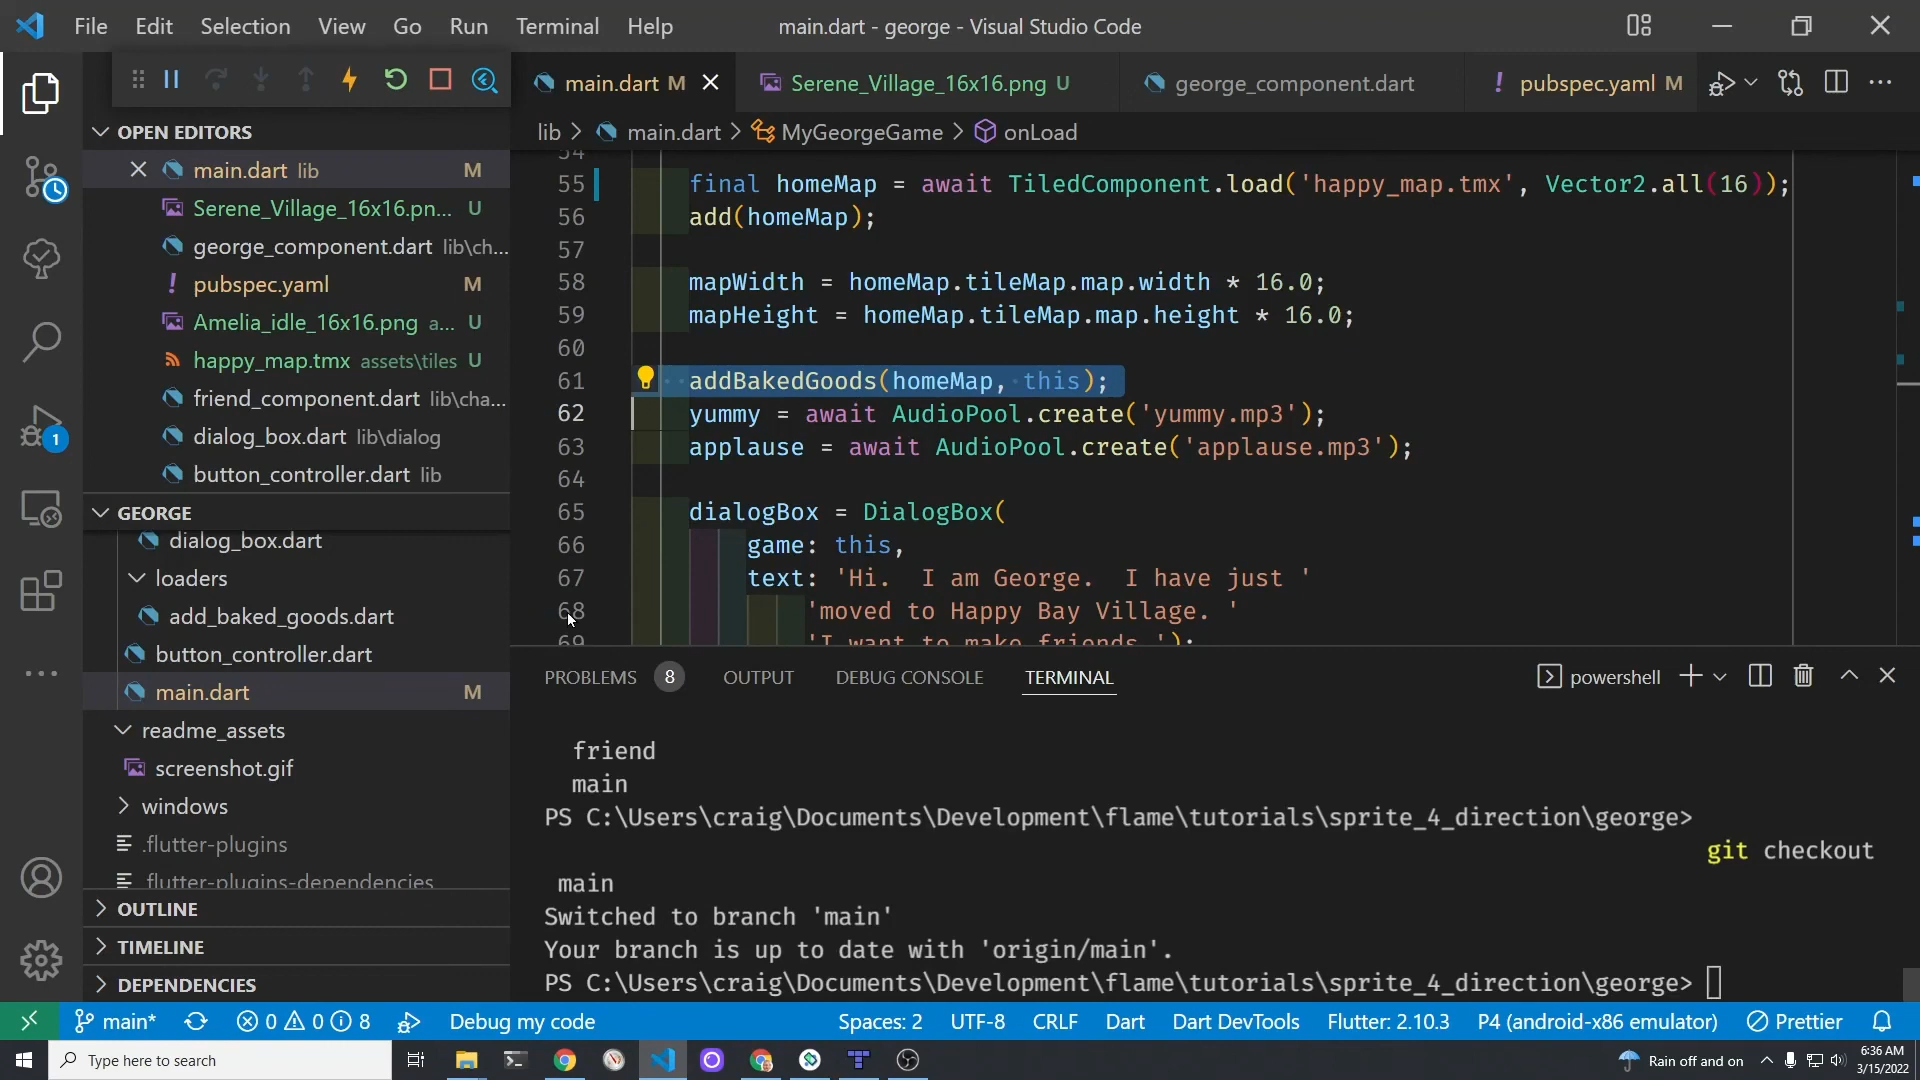 File Edit Selection View Go Run Terminal Help
main.dart - george - Visual Studio Code
main.dart M
Serene_Village_16x16.png U
george_component.dart
! pubspec.yaml M
lib > main.dart > MyGeorgeGame > onLoad
OPEN EDITORS
main.dart lib M
Serene_Village_16x16.pn... U
george_component.dart lib\ch...
! pubspec.yaml M
Amelia_idle_16x16.png a... U
happy_map.tmx assets\tiles U
friend_component.dart lib\cha...
dialog_box.dart lib\dialog
button_controller.dart lib
1
GEORGE
dialog_box.dart
loaders
add_baked_goods.dart
button_controller.dart
main.dart M
readme_assets
screenshot.gif
windows
.flutter-plugins
.flutter-plugins-dependencies
OUTLINE
TIMELINE
DEPENDENCIES
54
55 final homeMap = await TiledComponent.load('happy_map.tmx', Vector2.all(16));
56 add(homeMap);
57
58 mapWidth = homeMap.tileMap.map.width * 16.0;
59 mapHeight = homeMap.tileMap.map.height * 16.0;
60
61 addBakedGoods(homeMap, this);
62 yummy = await AudioPool.create('yummy.mp3');
63 applause = await AudioPool.create('applause.mp3');
64
65 dialogBox = DialogBox(
66 game: this,
67 text: 'Hi.  I am George.  I have just '
68 'moved to Happy Bay Village. '
69 'I want to make friends.');
PROBLEMS 8 OUTPUT DEBUG CONSOLE TERMINAL
powershell
friend
main
PS C:\Users\craig\Documents\Development\flame\tutorials\sprite_4_direction\george>
git checkout
main
Switched to branch 'main'
Your branch is up to date with 'origin/main'.
PS C:\Users\craig\Documents\Development\flame\tutorials\sprite_4_direction\george>
main* 0 0 8 Debug my code Spaces: 2 UTF-8 CRLF Dart Dart DevTools Flutter: 2.10.3 P4 (android-x86 emulator) Prettier
Type here to search
Rain off and on
6:36 AM
3/15/2022